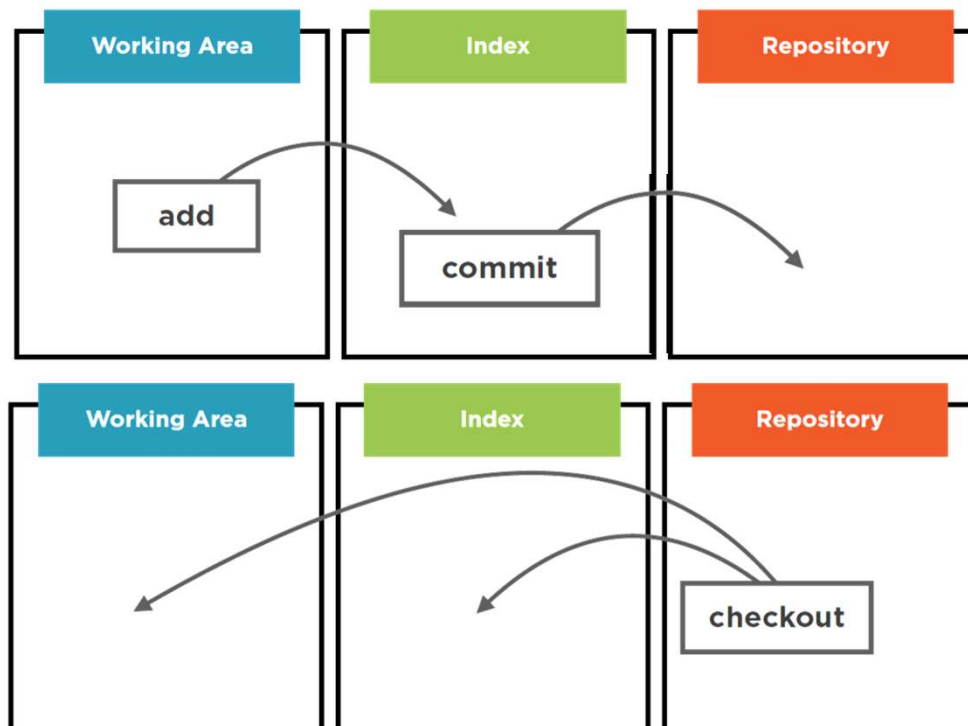 Working Area
Index
Repository
add
commit
Working Area
Index
Repository
checkout